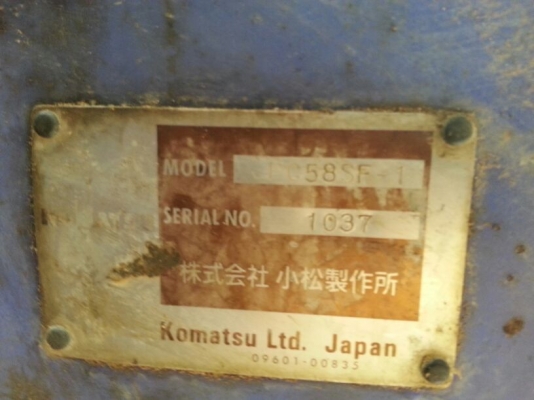 MODEL
SERIAL NO. 1037
株式会社 小松製作所
Komatsu Ltd. Japan
09601-00835